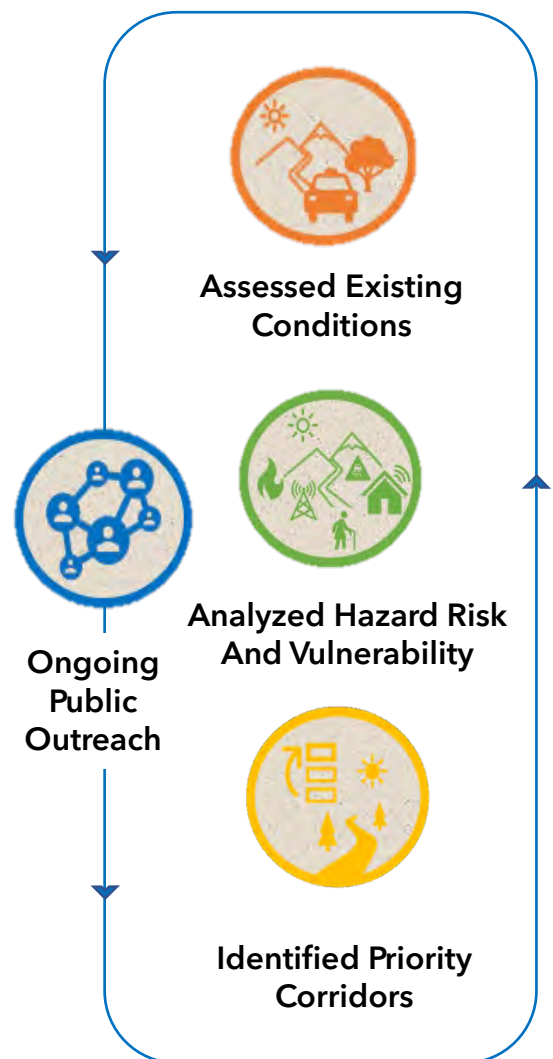 Assessed Existing
Conditions
Analyzed Hazard Risk
And Vulnerability
Ongoing
Public
Outreach
Identified Priority
Corridors